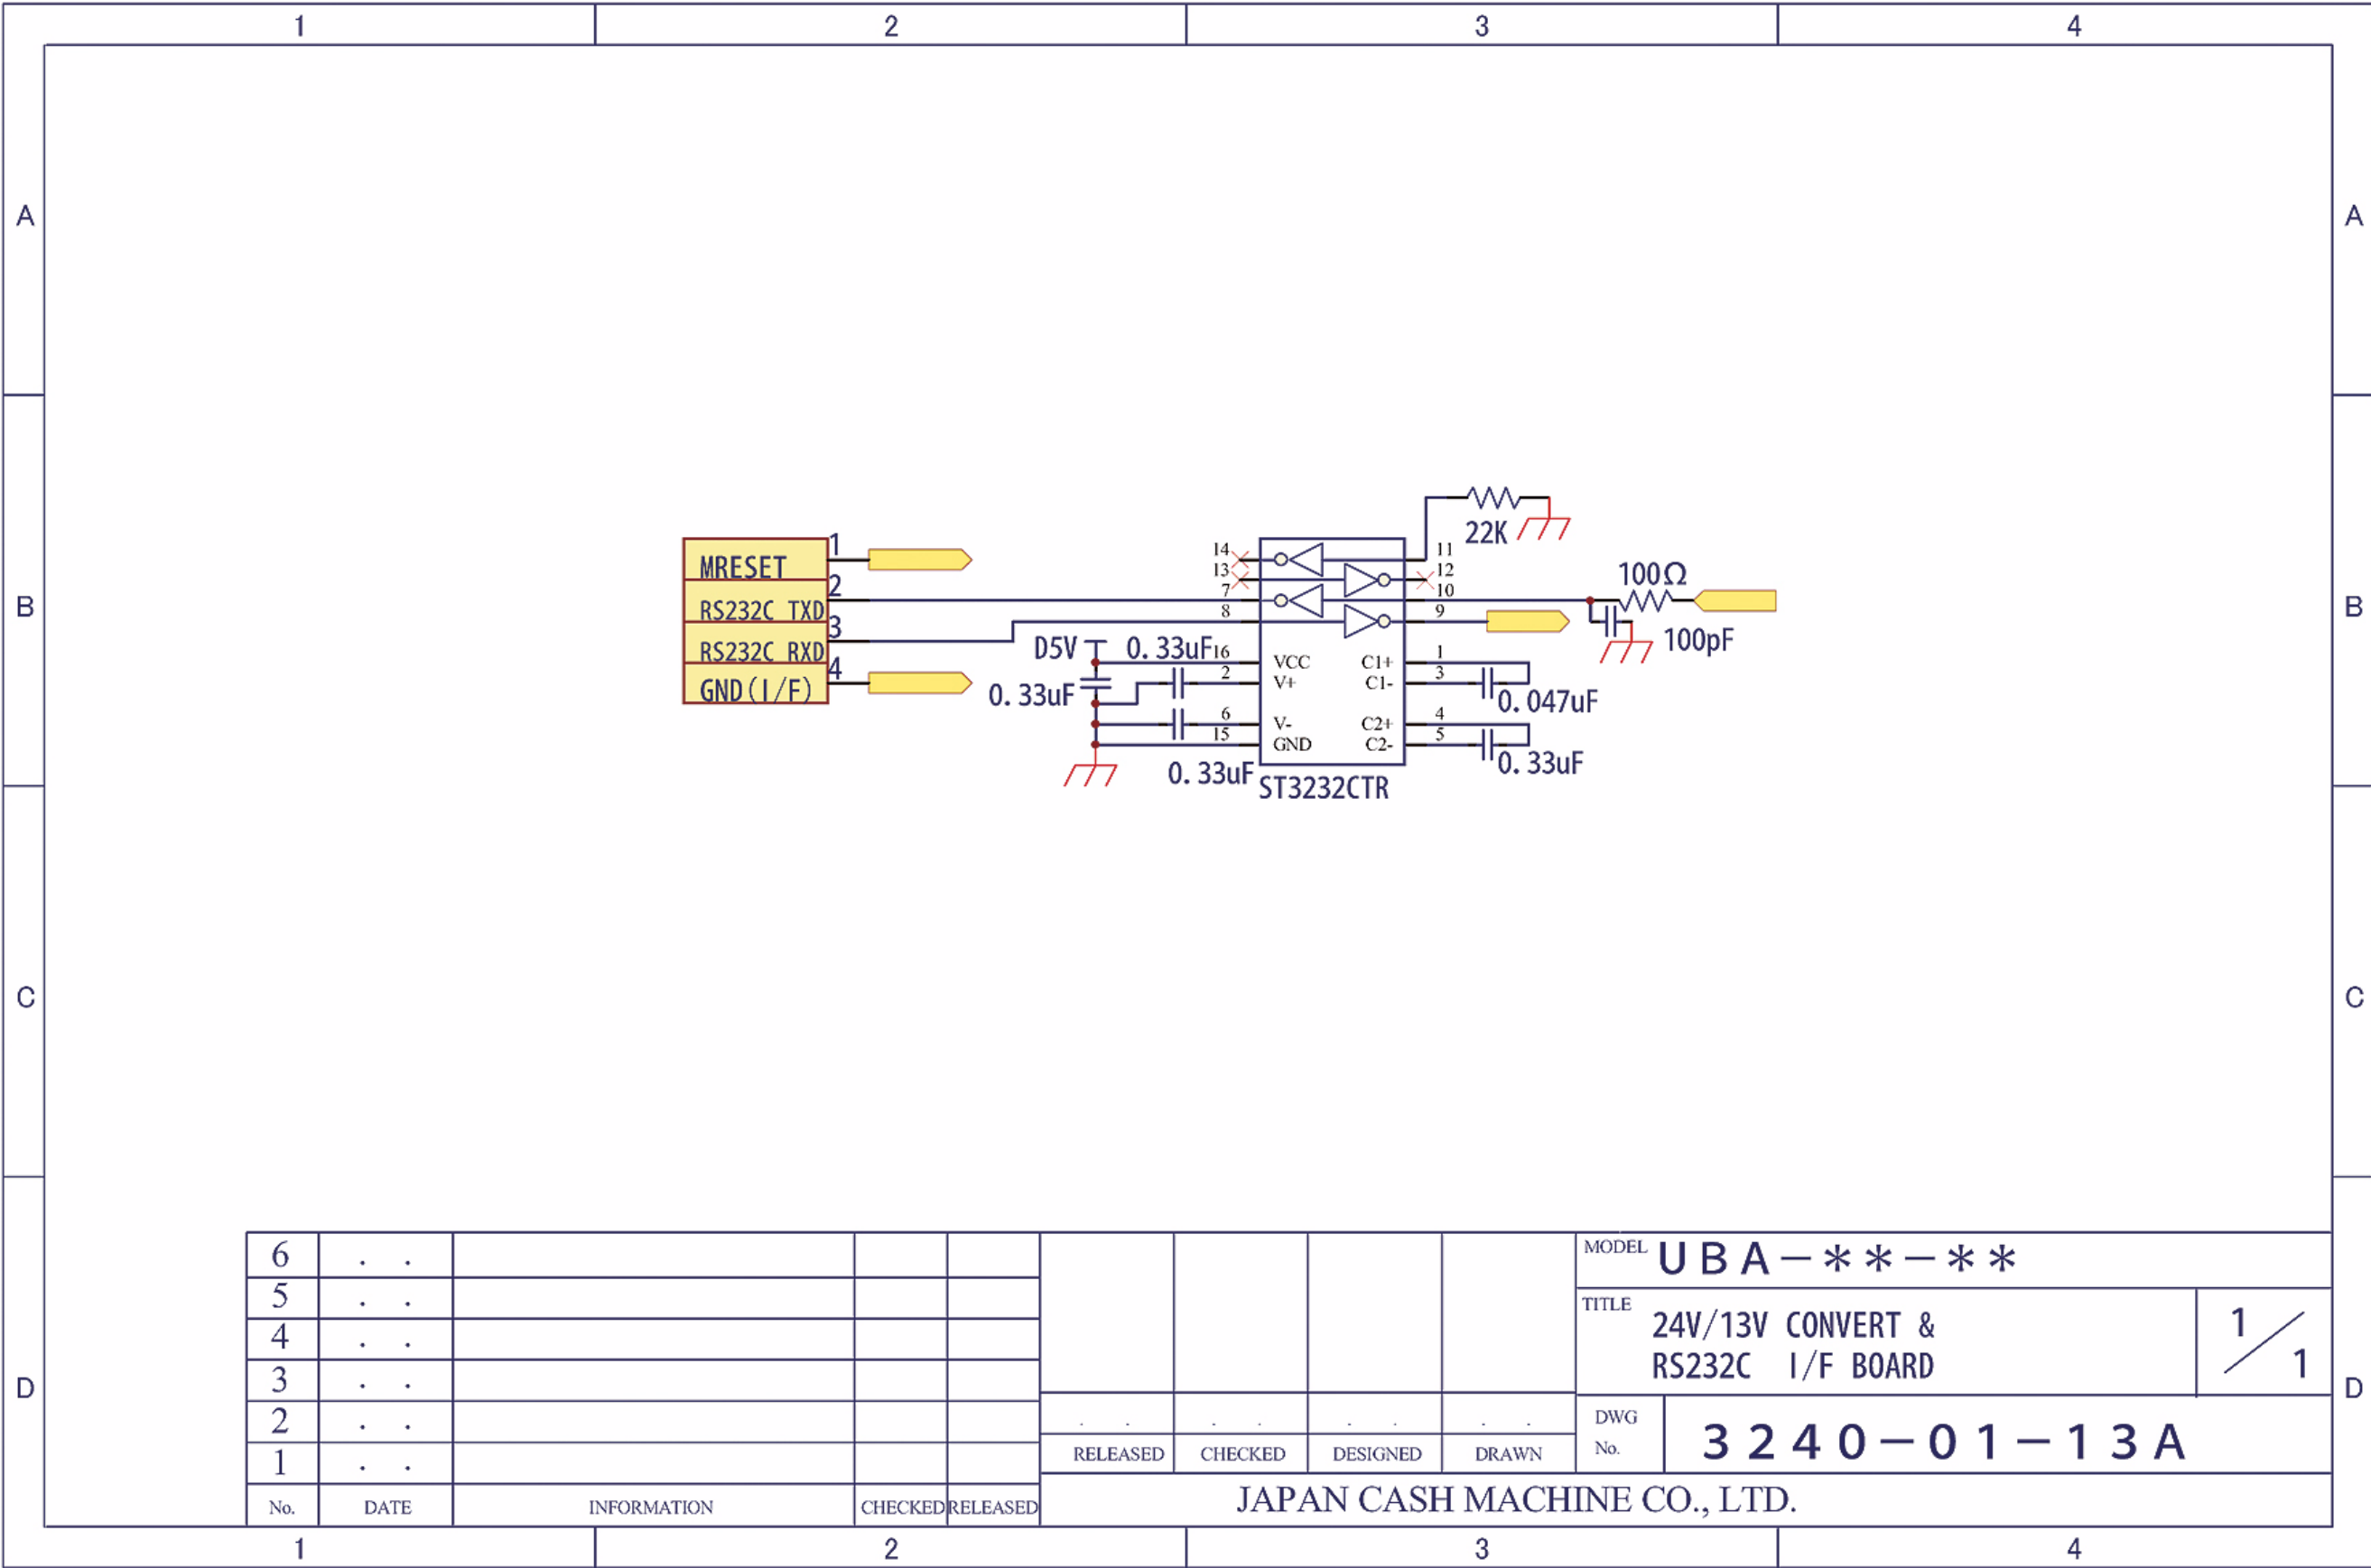 1 2 3 4
A A
B B
C C
D D
MRESET 1
RS232C TXD 2
RS232C RXD 3
GND(I/F) 4
22K
14 11
13 12
7 10
8 9
100Ω
100pF
D5V
0.33uF
0.33uF
16 VCC C1+ 1
2 V+ C1- 3
0.047uF
6 V- C2+ 4
15 GND C2- 5
0.33uF
0.33uF
ST3232CTR
6 . .
5 . .
4 . .
3 . .
2 . .
1 . .
No. DATE INFORMATION CHECKED RELEASED
. . . . . . . .
RELEASED CHECKED DESIGNED DRAWN
MODEL UBA-**-**
TITLE 24V/13V CONVERT &
RS232C I/F BOARD
1/1
DWG No. 3240-01-13A
JAPAN CASH MACHINE CO., LTD.
1 2 3 4